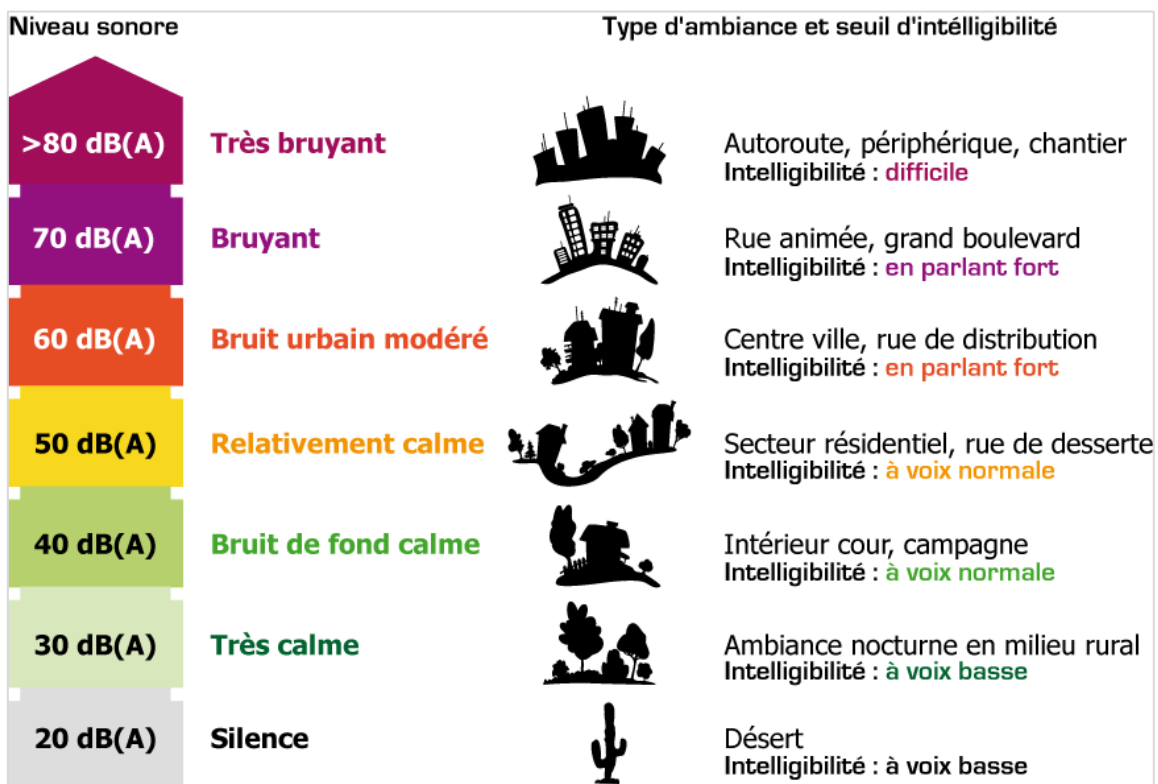 Niveau sonore
Type d'ambiance et seuil d'intélligibilité
>80 dB(A)
Très bruyant
Autoroute, périphérique, chantier
Intelligibilité : difficile
70 dB(A)
Bruyant
Rue animée, grand boulevard
Intelligibilité : en parlant fort
60 dB(A)
Bruit urbain modéré
Centre ville, rue de distribution
Intelligibilité : en parlant fort
50 dB(A)
Relativement calme
Secteur résidentiel, rue de desserte
Intelligibilité : à voix normale
40 dB(A)
Bruit de fond calme
Intérieur cour, campagne
Intelligibilité : à voix normale
30 dB(A)
Très calme
Ambiance nocturne en milieu rural
Intelligibilité : à voix basse
20 dB(A)
Silence
Désert
Intelligibilité : à voix basse